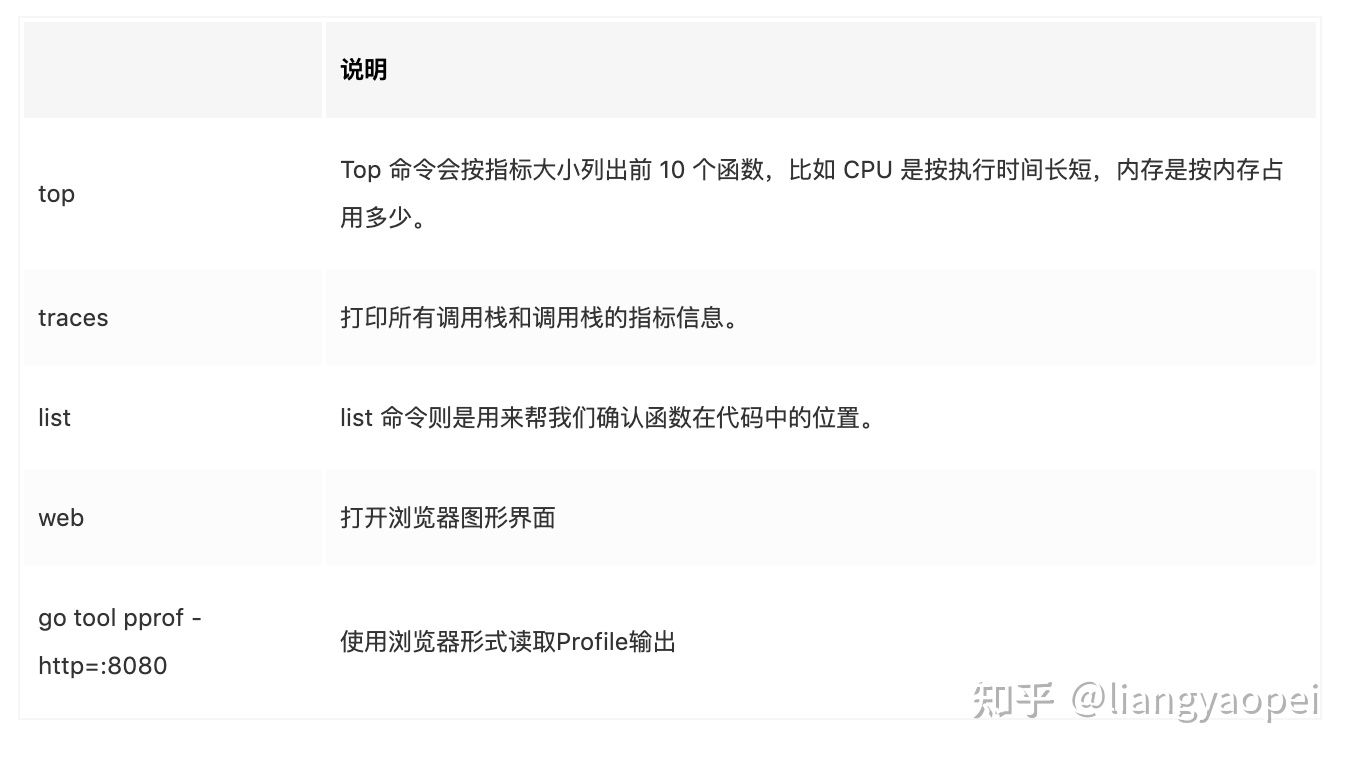 说明
top
Top 命令会按指标大小列出前 10 个函数，比如 CPU 是按执行时间长短，内存是按内存占
用多少。
traces
打印所有调用栈和调用栈的指标信息。
list
list 命令则是用来帮我们确认函数在代码中的位置。
web
打开浏览器图形界面
go tool pprof -
http=:8080
使用浏览器形式读取Profile输出
知乎 @liangyaopei